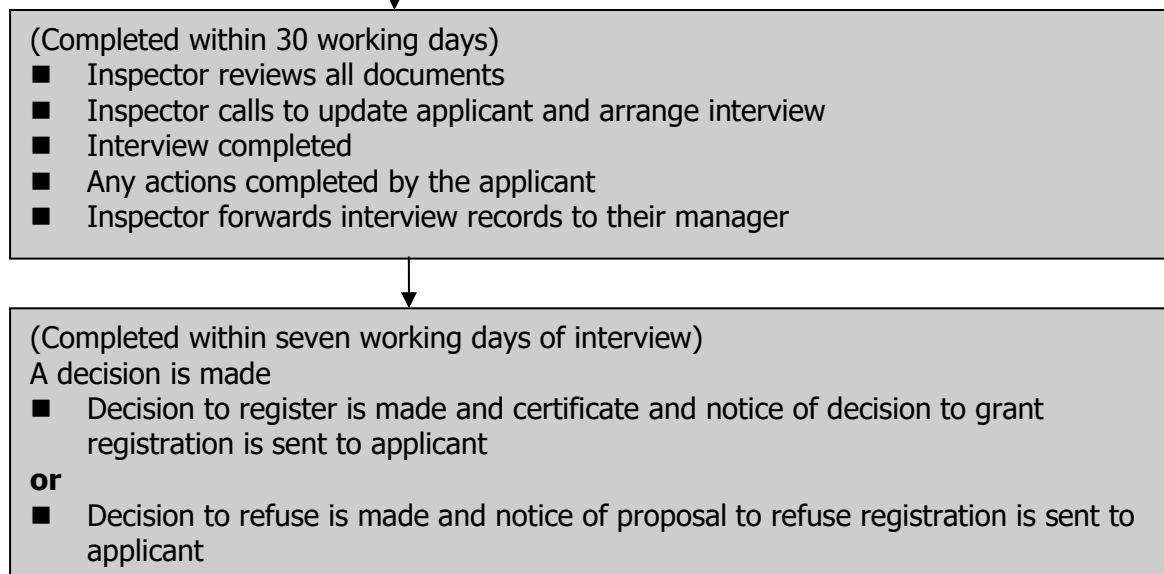 (Completed within 30 working days)
■ Inspector reviews all documents
■ Inspector calls to update applicant and arrange interview
■ Interview completed
■ Any actions completed by the applicant
■ Inspector forwards interview records to their manager
(Completed within seven working days of interview)
A decision is made
■ Decision to register is made and certificate and notice of decision to grant
registration is sent to applicant
or
■ Decision to refuse is made and notice of proposal to refuse registration is sent to
applicant